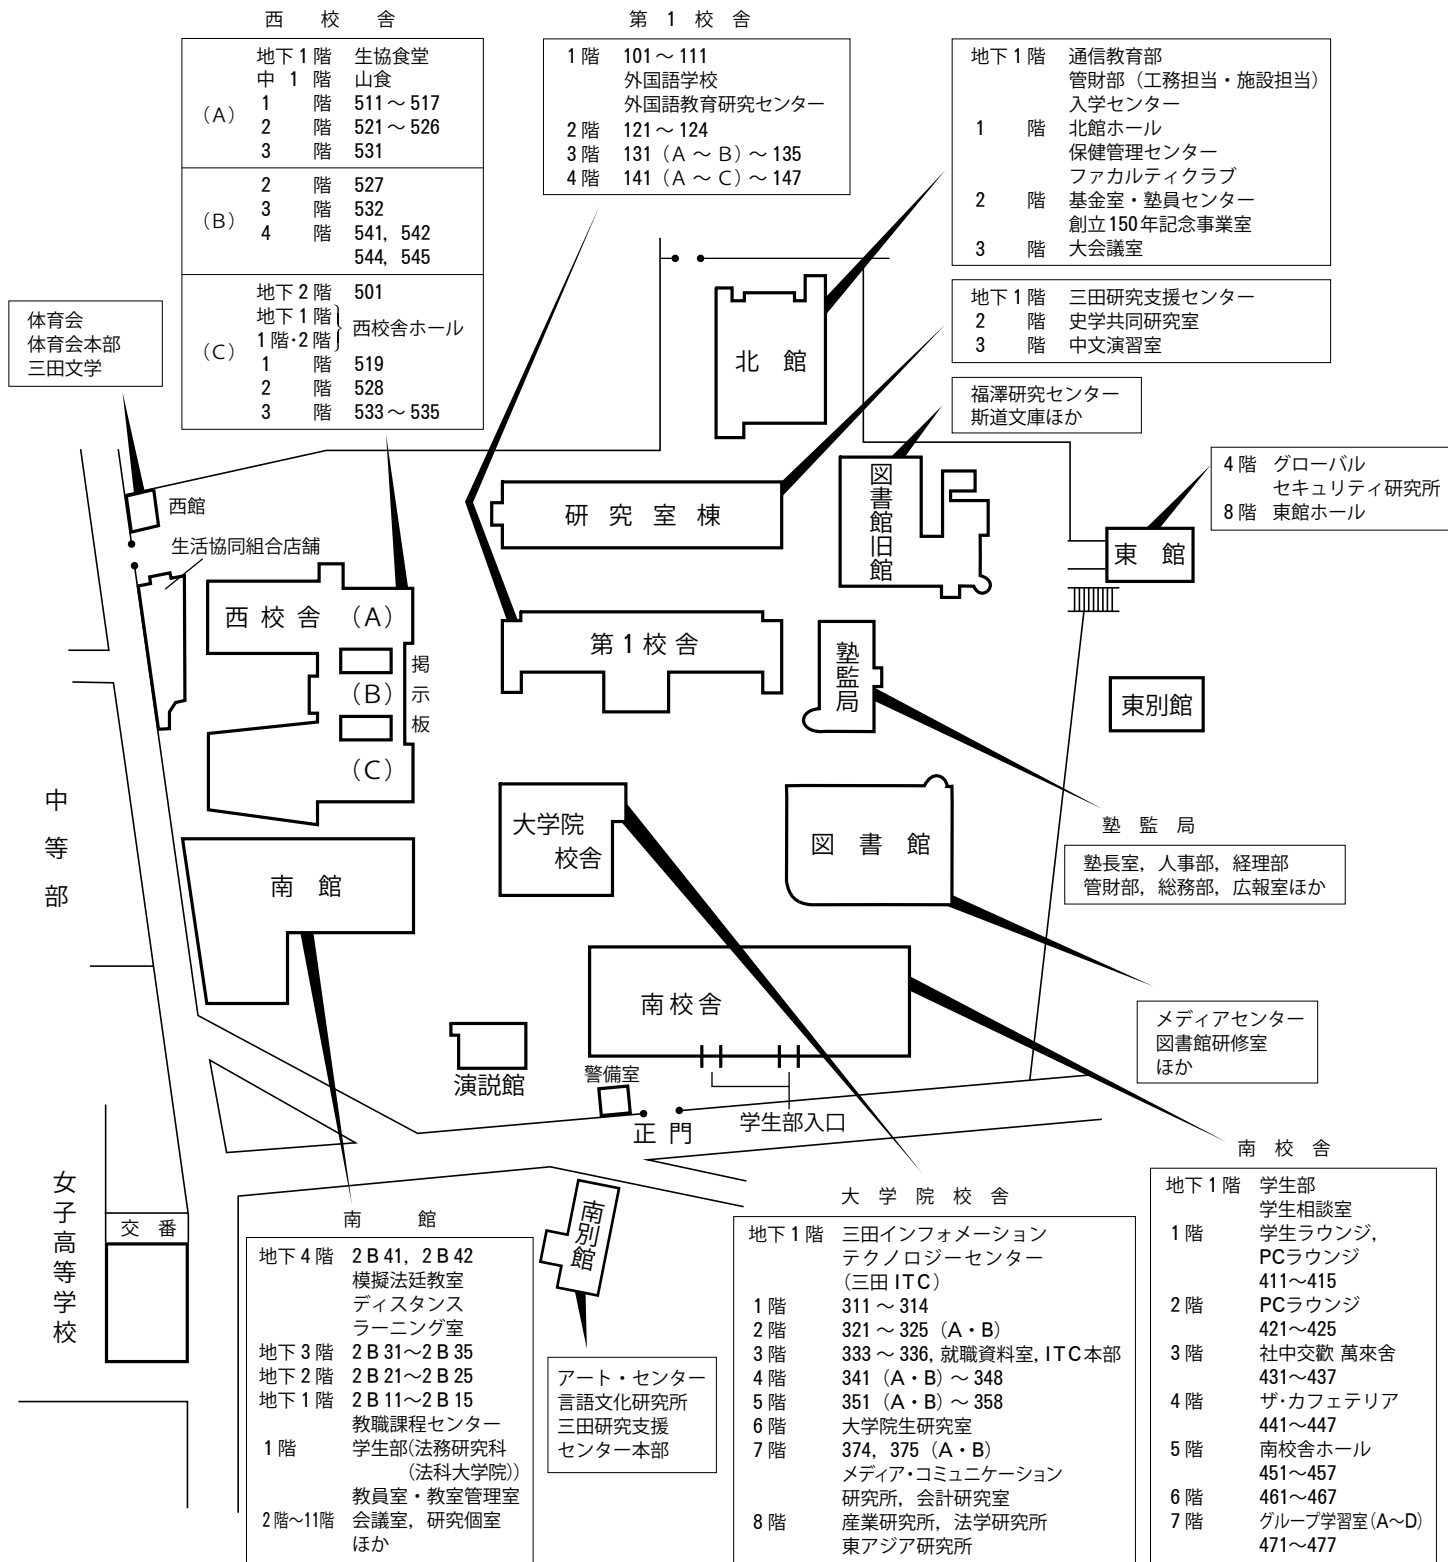 西校舎
(A)
地下1階 生協食堂
中1階 山食
1階 511～517
2階 521～526
3階 531
(B)
2階 527
3階 532
4階 541，542
544，545
(C)
地下2階 501
地下1階
1階・2階
西校舎ホール
1階 519
2階 528
3階 533～535
第1校舎
1階 101～111
外国語学校
外国語教育研究センター
2階 121～124
3階 131（A～B）～135
4階 141（A～C）～147
地下1階 通信教育部
管財部（工務担当・施設担当）
入学センター
1階 北館ホール
保健管理センター
ファカルティクラブ
2階 基金室・塾員センター
創立150年記念事業室
3階 大会議室
地下1階 三田研究支援センター
2階 史学共同研究室
3階 中文演習室
福澤研究センター
斯道文庫ほか
4階 グローバル
セキュリティ研究所
8階 東館ホール
体育会
体育会本部
三田文学
北館
西館
生活協同組合店舗
研究室棟
図書館旧館
東館
西校舎 (A)
(B)
(C)
掲示板
第1校舎
塾監局
東別館
中等部
大学院
校舎
図書館
塾監局
塾長室，人事部，経理部
管財部，総務部，広報室ほか
南館
南校舎
メディアセンター
図書館研修室
ほか
演説館
警備室
正門
学生部入口
女子高等学校
交番
南別館
南館
地下4階 2B41，2B42
模擬法廷教室
ディスタンス
ラーニング室
地下3階 2B31～2B35
地下2階 2B21～2B25
地下1階 2B11～2B15
教職課程センター
1階 学生部(法務研究科
(法科大学院))
教員室・教室管理室
2階～11階 会議室，研究個室
ほか
アート・センター
言語文化研究所
三田研究支援
センター本部
大学院校舎
地下1階 三田インフォメーション
テクノロジーセンター
（三田ITC）
1階 311～314
2階 321～325（A・B）
3階 333～336，就職資料室，ITC本部
4階 341（A・B）～348
5階 351（A・B）～358
6階 大学院生研究室
7階 374，375（A・B）
メディア・コミュニケーション
研究所，会計研究室
8階 産業研究所，法学研究所
東アジア研究所
南校舎
地下1階 学生部
学生相談室
1階 学生ラウンジ，
PCラウンジ
411～415
2階 PCラウンジ
421～425
3階 社中交歡 萬來舍
431～437
4階 ザ・カフェテリア
441～447
5階 南校舎ホール
451～457
6階 461～467
7階 グループ学習室(A～D)
471～477